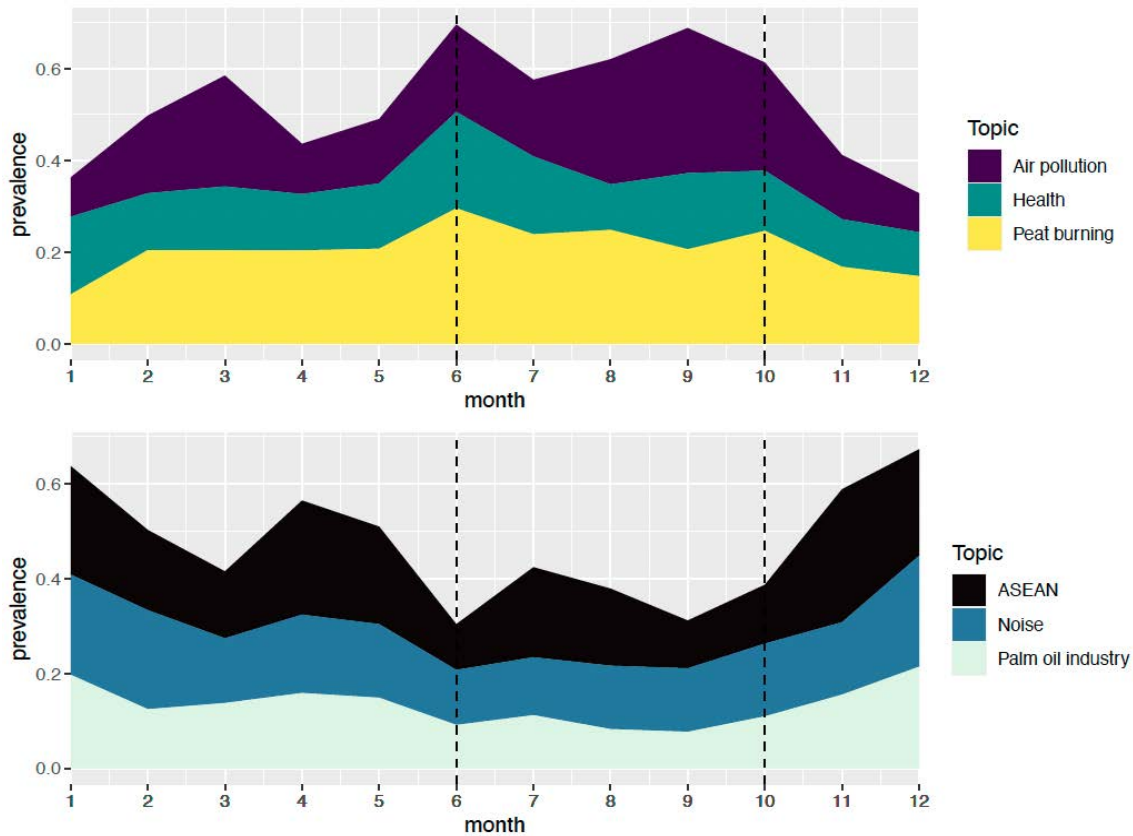 0.6
0.4
0.2
0.0
prevalence
1 2 3 4 5 6 7 8 9 10 11 12
month
Topic
Air pollution
Health
Peat burning
0.6
0.4
0.2
0.0
prevalence
1 2 3 4 5 6 7 8 9 10 11 12
month
Topic
ASEAN
Noise
Palm oil industry